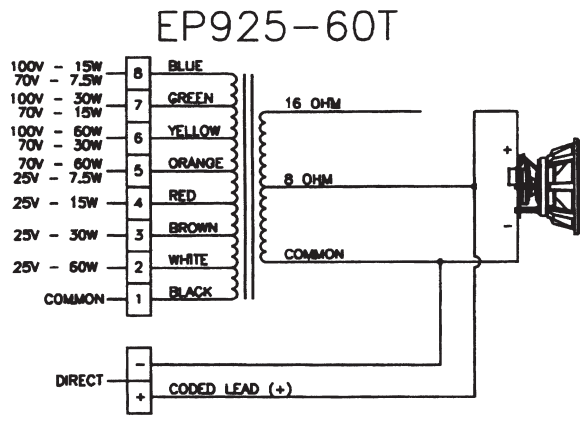 EP925-60T
100V - 15W
70V - 7.5W
8 BLUE
100V - 30W
70V - 15W
7 GREEN
16 OHM
100V - 60W
70V - 30W
6 YELLOW
70V - 60W
25V - 7.5W
5 ORANGE
8 OHM
25V - 15W
4 RED
25V - 30W
3 BROWN
25V - 60W
2 WHITE
COMMON
COMMON
1 BLACK
+
-
DIRECT
-
+
CODED LEAD (+)